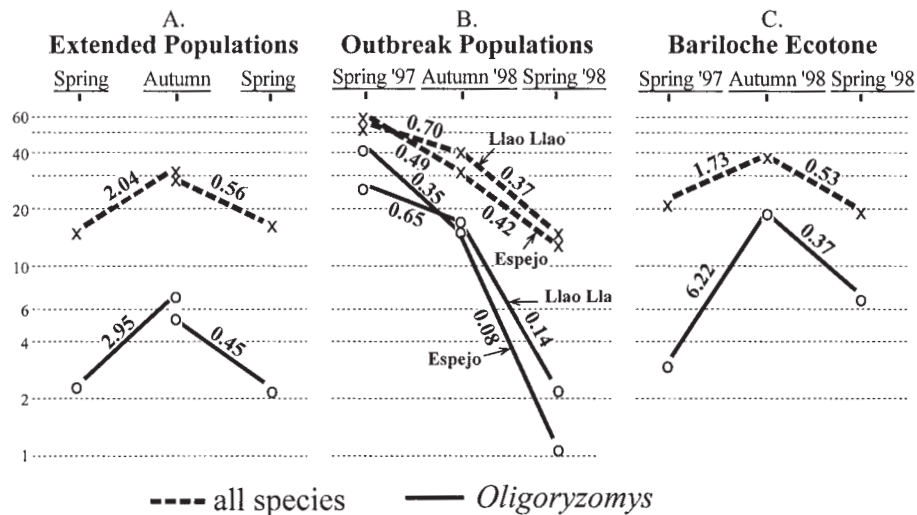 A.
Extended Populations
Spring Autumn Spring
B.
Outbreak Populations
Spring '97 Autumn '98 Spring '98
C.
Bariloche Ecotone
Spring '97 Autumn '98 Spring '98
60
40
20
10
6
4
2
1
2.04
0.56
2.95
0.45
0.70
Llao Llao
0.49
0.37
0.35
0.65
0.42
Espejo
Llao Lla
0.08
0.14
Espejo
1.73
0.53
6.22
0.37
all species
Oligoryzomys